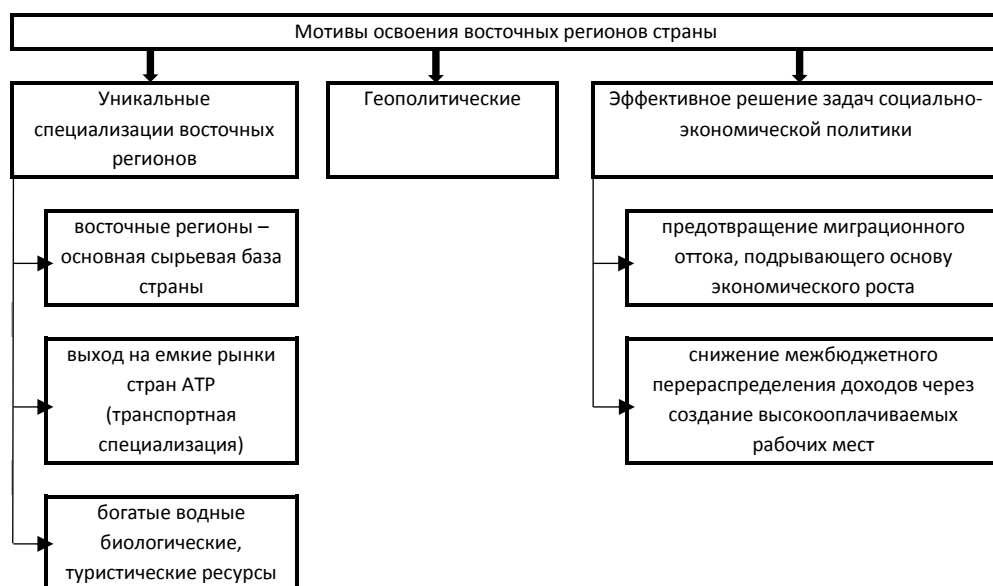 Мотивы освоения восточных регионов страны
Уникальные
специализации восточных
регионов
Геополитические
Эффективное решение задач социально-
экономической политики
восточные регионы –
основная сырьевая база
страны
выход на емкие рынки
стран АТР
(транспортная
специализация)
богатые водные
биологические,
туристические ресурсы
предотвращение миграционного
оттока, подрывающего основу
экономического роста
снижение межбюджетного
перераспределения доходов через
создание высокооплачиваемых
рабочих мест